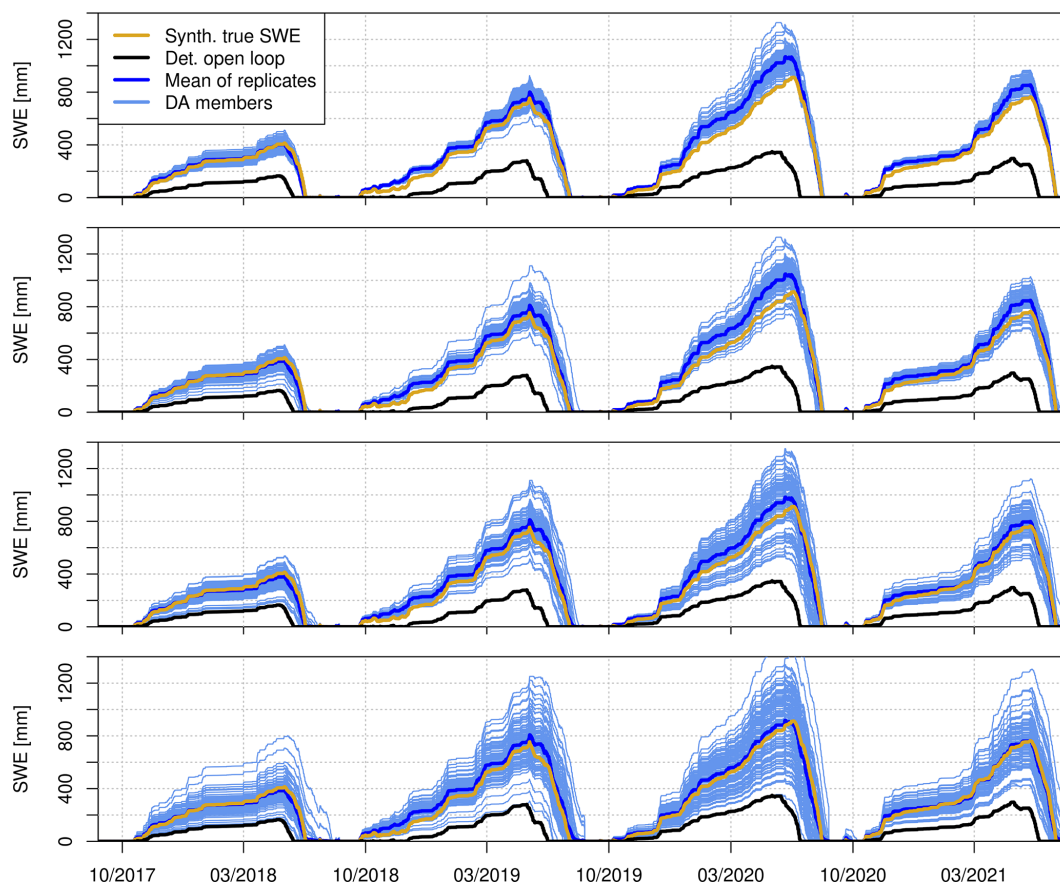 Synth. true SWE
Det. open loop
Mean of replicates
DA members
SWE [mm]
0 400 800 1200
SWE [mm]
0 400 800 1200
SWE [mm]
0 400 800 1200
SWE [mm]
0 400 800 1200
10/2017 03/2018 10/2018 03/2019 10/2019 03/2020 10/2020 03/2021